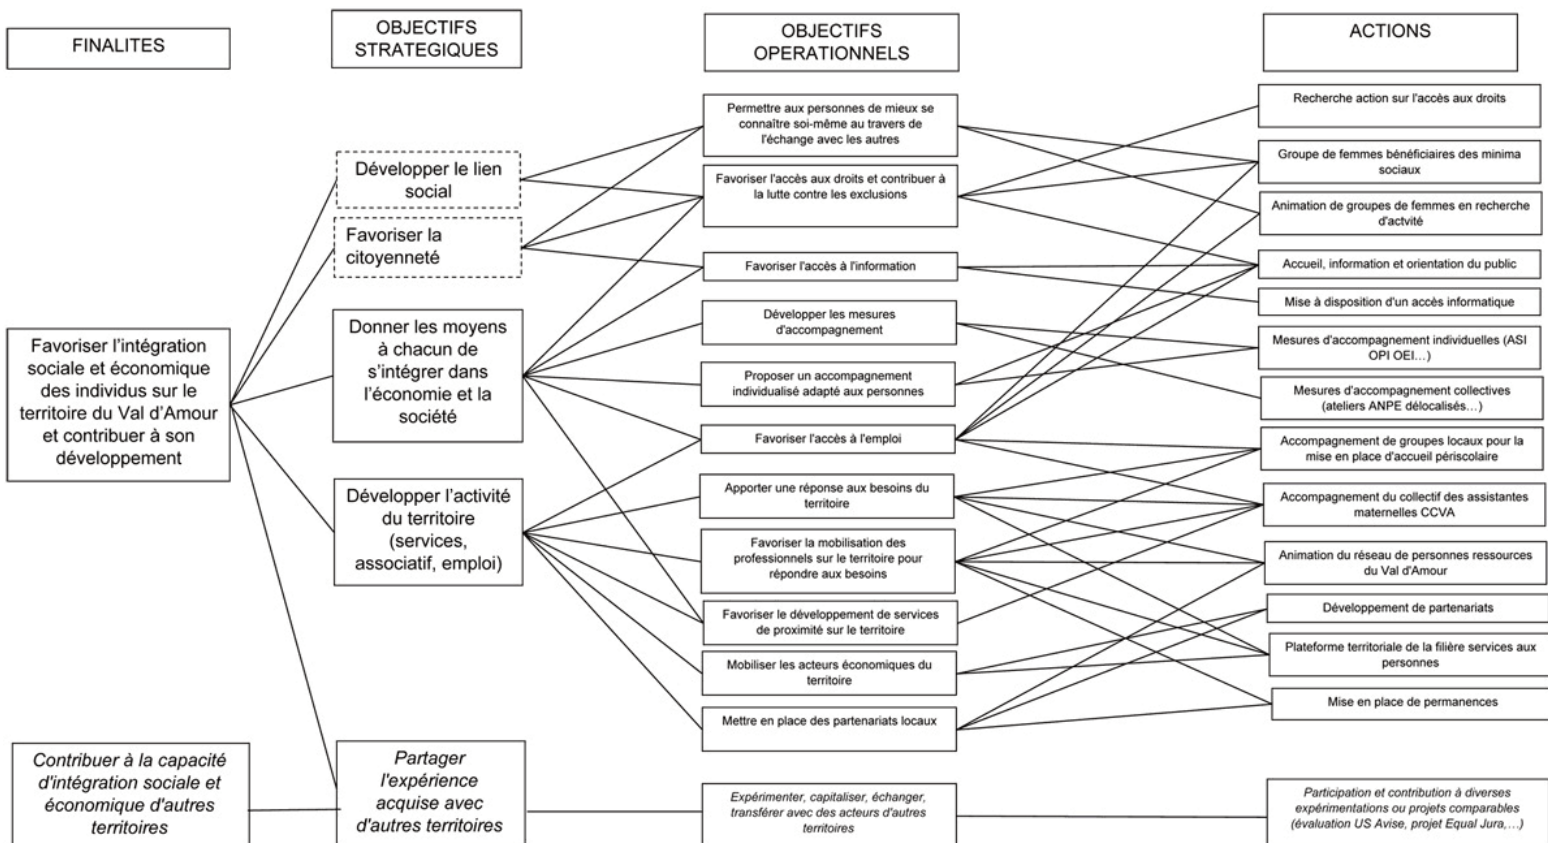 FINALITES
OBJECTIFS
STRATEGIQUES
OBJECTIFS
OPERATIONNELS
ACTIONS
Favoriser l'intégration
sociale et économique
des individus sur le
territoire du Val d'Amour
et contribuer à son
développement
Contribuer à la capacité
d'intégration sociale et
économique d'autres
territoires
Développer le lien
social
Favoriser la
citoyenneté
Donner les moyens
à chacun de
s'intégrer dans
l'économie et la
société
Développer l'activité
du territoire
(services,
associatif, emploi)
Partager
l'expérience
acquise avec
d'autres territoires
Permettre aux personnes de mieux se
connaître soi-même au travers de
l'échange avec les autres
Favoriser l'accès aux droits et contribuer à
la lutte contre les exclusions
Favoriser l'accès à l'information
Développer les mesures
d'accompagnement
Proposer un accompagnement
individualisé adapté aux personnes
Favoriser l'accès à l'emploi
Apporter une réponse aux besoins du
territoire
Favoriser la mobilisation des
professionnels sur le territoire pour
répondre aux besoins
Favoriser le développement de services
de proximité sur le territoire
Mobiliser les acteurs économiques du
territoire
Mettre en place des partenariats locaux
Expérimenter, capitaliser, échanger,
transférer avec des acteurs d'autres
territoires
Recherche action sur l'accès aux droits
Groupe de femmes bénéficiaires des minima
sociaux
Animation de groupes de femmes en recherche
d'actvité
Accueil, information et orientation du public
Mise à disposition d'un accès informatique
Mesures d'accompagnement individuelles (ASI
OPI OEI…)
Mesures d'accompagnement collectives
(ateliers ANPE délocalisés…)
Accompagnement de groupes locaux pour la
mise en place d'accueil périscolaire
Accompagnement du collectif des assistantes
maternelles CCVA
Animation du réseau de personnes ressources
du Val d'Amour
Développement de partenariats
Plateforme territoriale de la filière services aux
personnes
Mise en place de permanences
Participation et contribution à diverses
expérimentations ou projets comparables
(évaluation US Avise, projet Equal Jura,…)